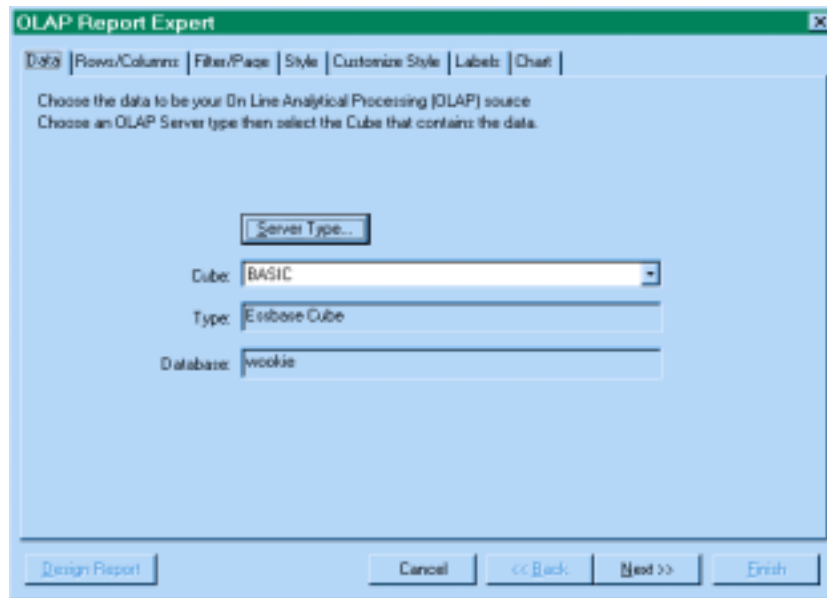 OLAP Report Expert
Data Rows/Columns Filter/Page Style Customize Style Labels Chart
Choose the data to be your On Line Analytical Processing (OLAP) source
Choose an OLAP Server type then select the Cube that contains the data.
Server Type...
Cube: BASIC
Type: Essbase Cube
Database: wookie
Design Report Cancel << Back Next >> Finish